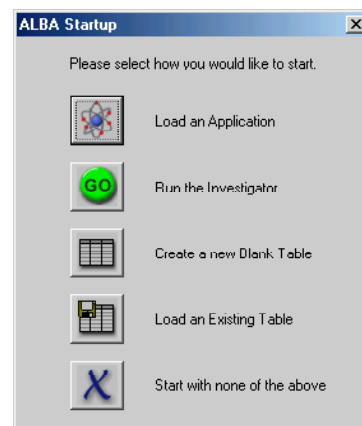 ALBA Startup
Please select how you would like to start.
Load an Application
GO
Run the Investigator
Create a new Blank Table
Load an Existing Table
X
Start with none of the above